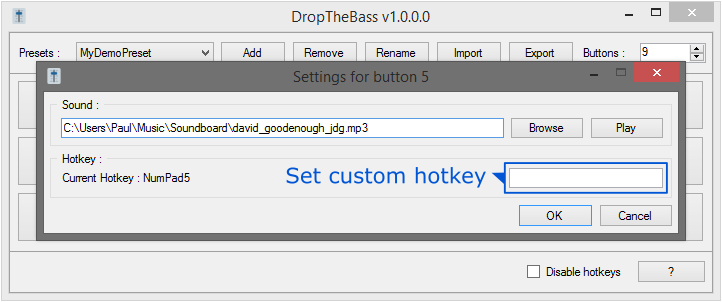 DropTheBass v1.0.0.0
Presets : MyDemoPreset Add Remove Rename Import Export Buttons : 9
Settings for button 5
Sound :
C:\Users\Paul\Music\Soundboard\david_goodenough_jdg.mp3 Browse Play
Hotkey :
Current Hotkey : NumPad5 Set custom hotkey
OK Cancel
Disable hotkeys ?